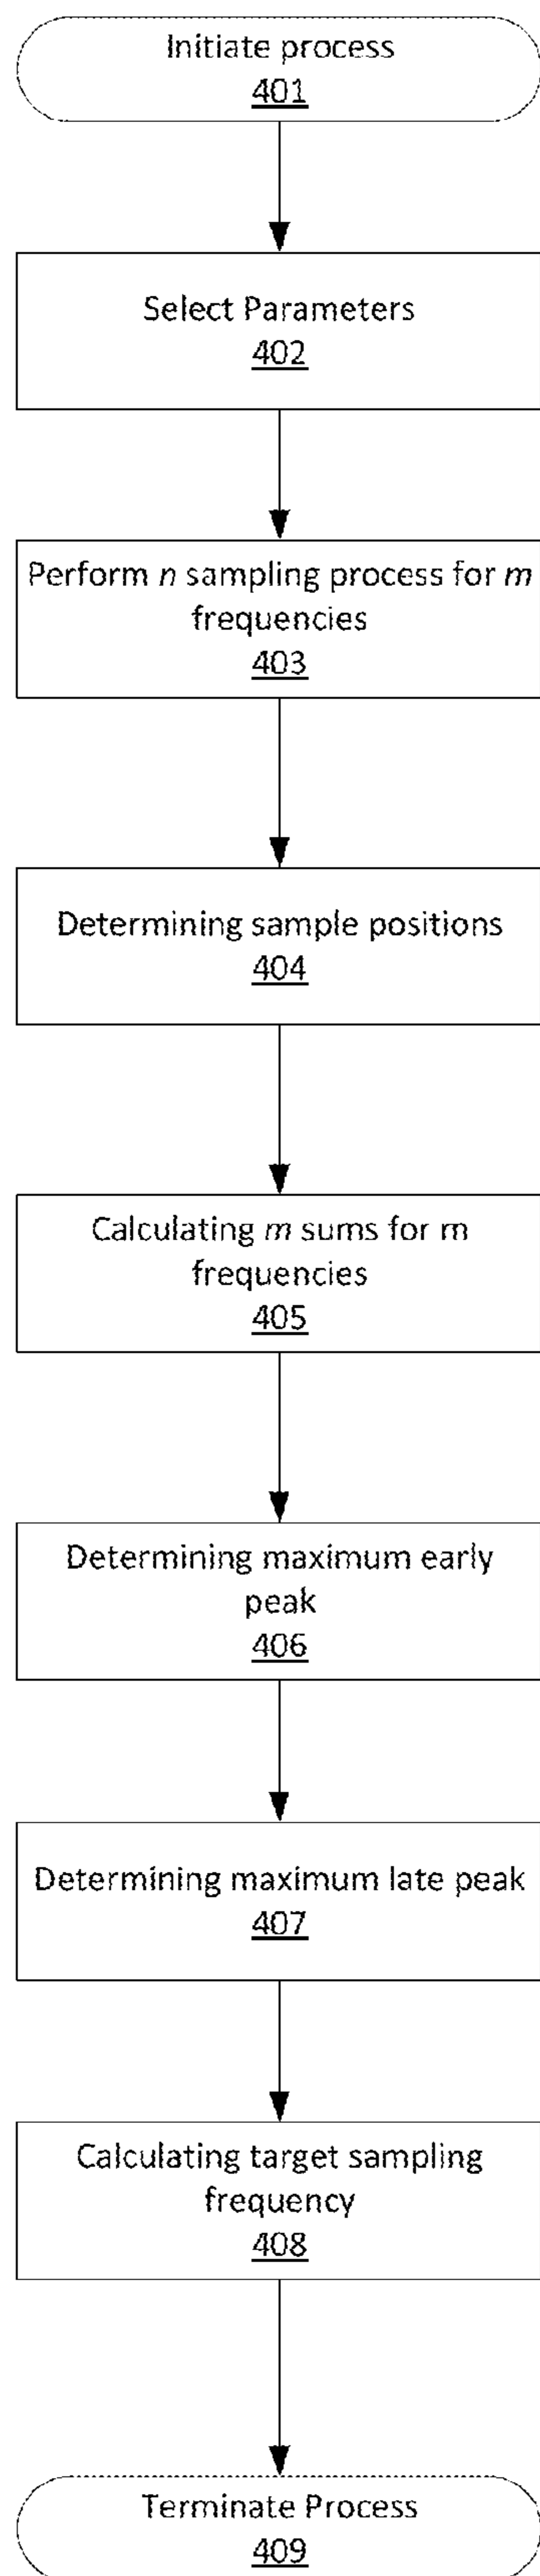 Initiate process
401
Select Parameters
402
Perform n sampling process for m
frequencies
403
Determining sample positions
404
Calculating m sums for m
frequencies
405
Determining maximum early
peak
406
Determining maximum late peak
407
Calculating target sampling
frequency
408
Terminate Process
409